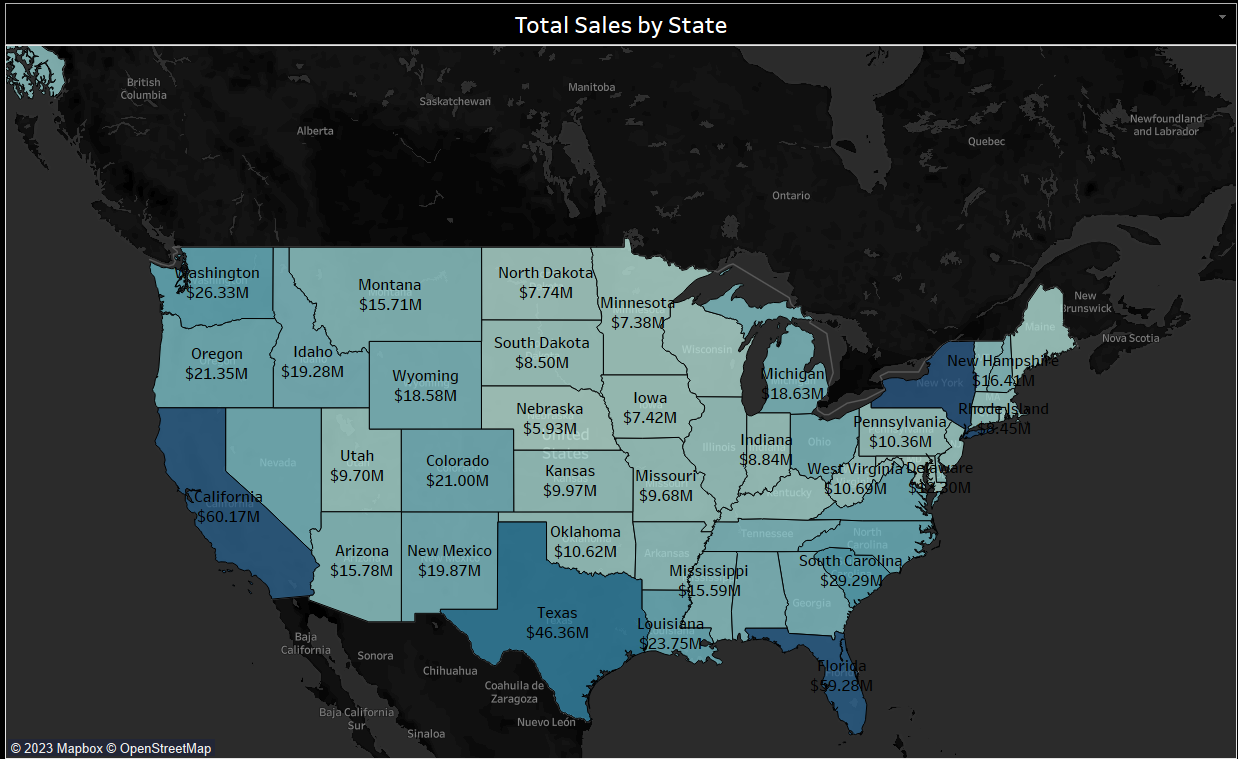 Total Sales by State
British
Columbia
Alberta
Saskatchewan
Manitoba
Ontario
Quebec
Newfoundland
and Labrador
New
Brunswick
Nova Scotia
Washington
$26.33M
Montana
$15.71M
North Dakota
$7.74M
Minnesota
$7.38M
Oregon
$21.35M
Idaho
$19.28M
Wyoming
$18.58M
South Dakota
$8.50M
Wisconsin
Michigan
$18.63M
Maine
New York
New Hampshire
$16.41M
MA
Rhode Island
$8.45M
Nebraska
$5.93M
United
States
Iowa
$7.42M
Illinois
Indiana
$8.84M
Ohio
Pennsylvania
$10.36M
West Virginia
$10.69M
Delaware
Nevada
Utah
$9.70M
Colorado
$21.00M
Kansas
$9.97M
Missouri
$9.68M
Kentucky
California
$60.17M
Arizona
$15.78M
New Mexico
$19.87M
Oklahoma
$10.62M
Arkansas
Tennessee
North
Carolina
South Carolina
$29.29M
Mississippi
$15.59M
Georgia
Texas
$46.36M
Louisiana
$23.75M
Florida
$59.28M
Baja
California
Sonora
Chihuahua
Coahuila de
Zaragoza
Nuevo León
Baja California
Sur
Sinaloa
© 2023 Mapbox © OpenStreetMap